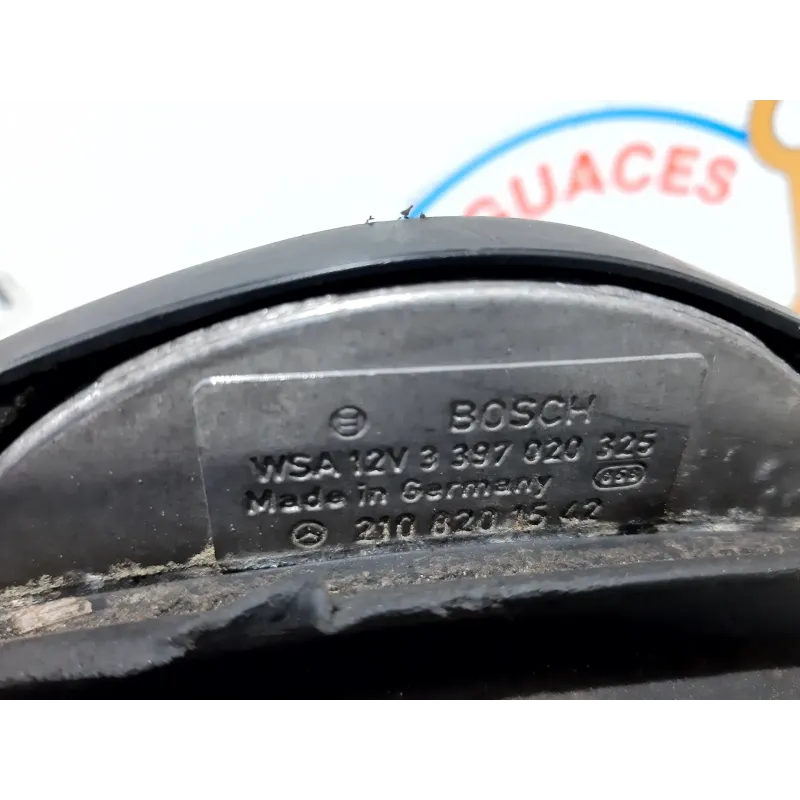 GUACES
BOSCH
WSA 12V 3 397 020 325
Made in Germany
210 820 15 42